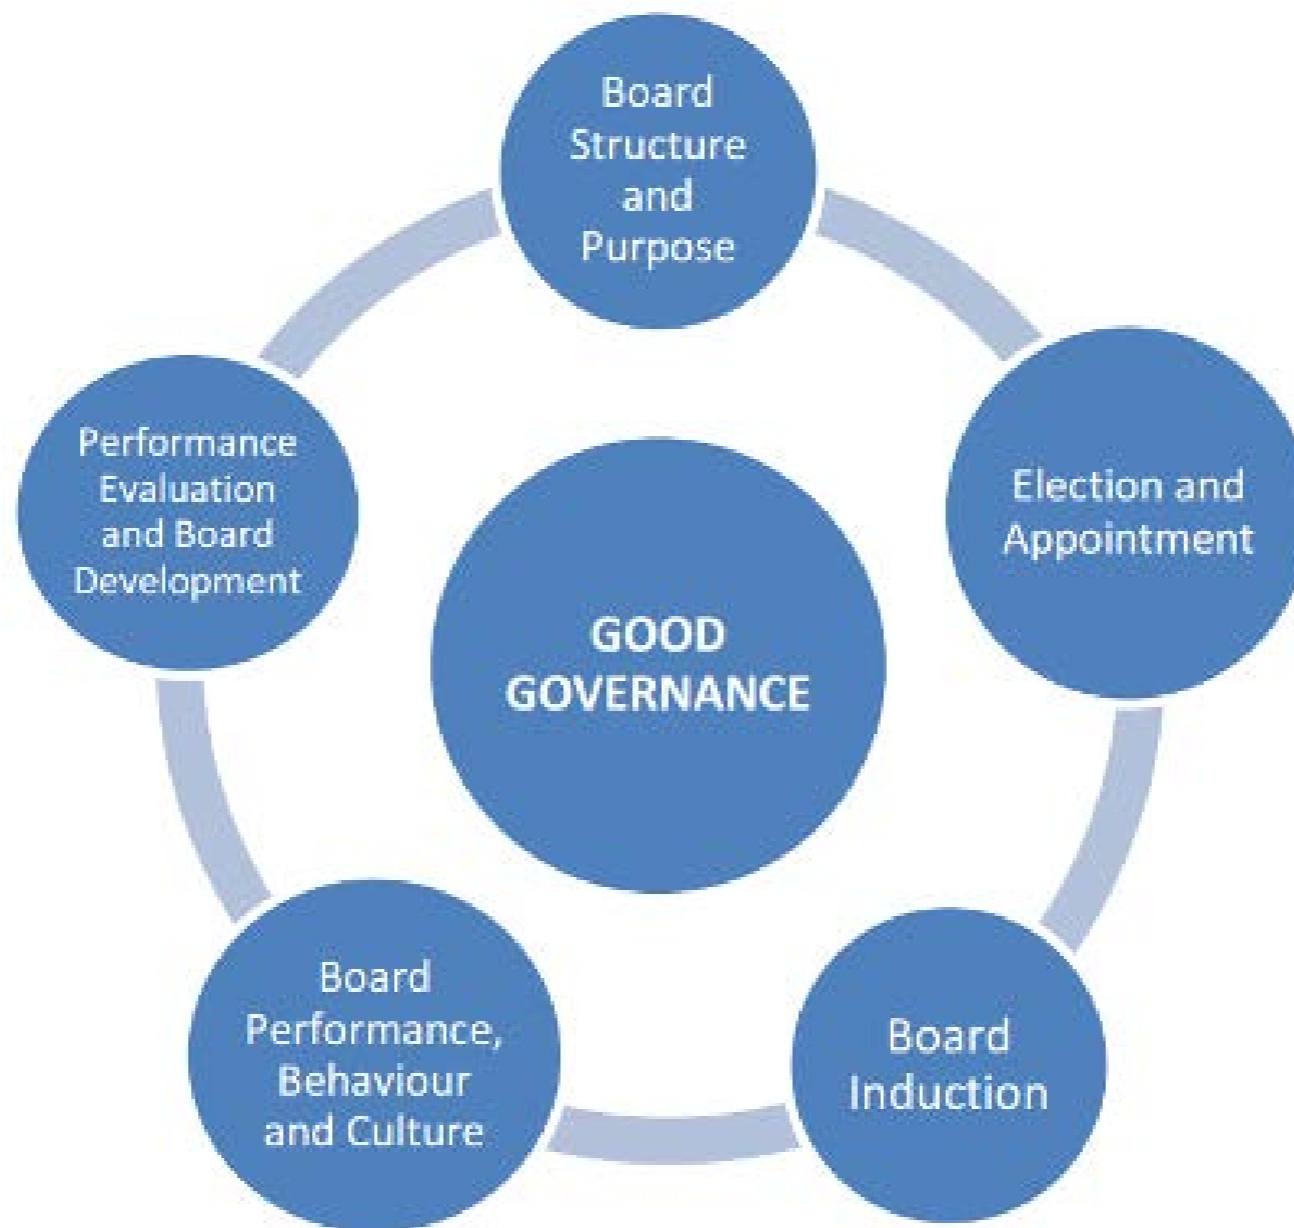 Board
Structure
and
Purpose
Election and
Appointment
Board
Induction
Board
Performance,
Behaviour
and Culture
Performance
Evaluation
and Board
Development
GOOD
GOVERNANCE